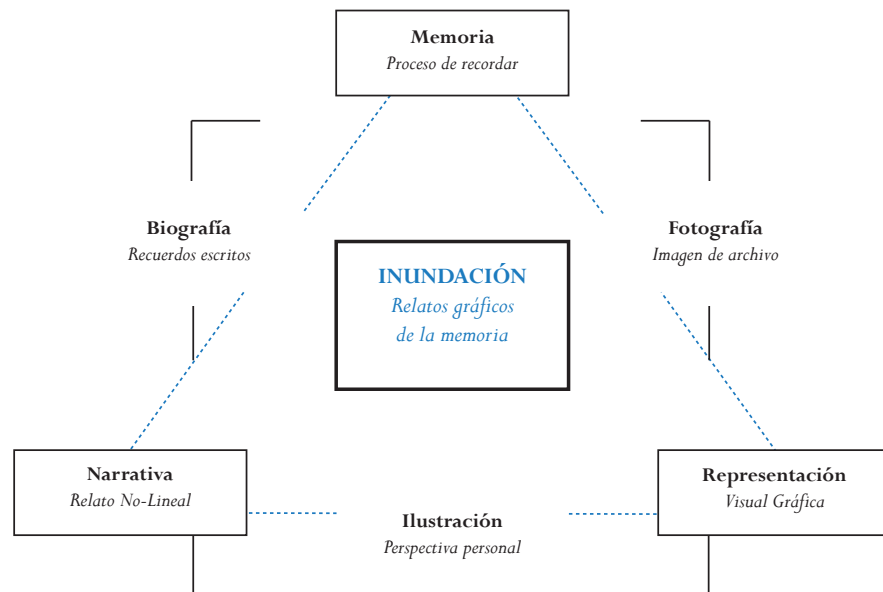 Memoria
Proceso de recordar
Biografía
Recuerdos escritos
Fotografía
Imagen de archivo
INUNDACIÓN
Relatos gráficos
de la memoria
Narrativa
Relato No-Lineal
Representación
Visual Gráfica
Ilustración
Perspectiva personal